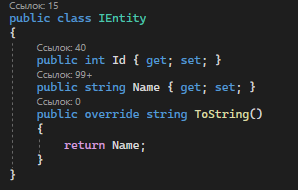 Ссылок: 15
public class IEntity
{
Ссылок: 40
public int Id { get; set; }
Ссылок: 99+
public string Name { get; set; }
Ссылок: 0
public override string ToString()
{
return Name;
}
}